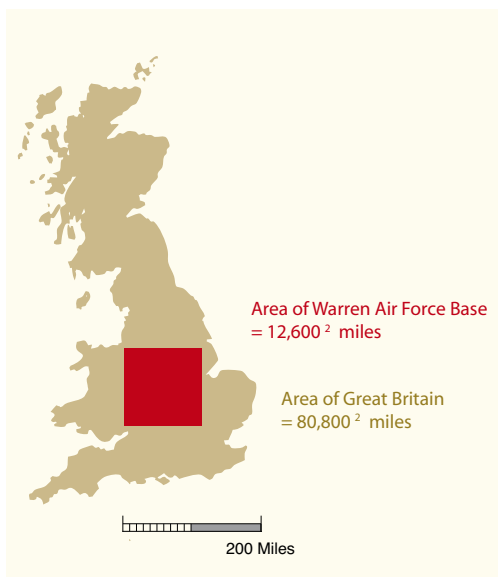 Area of Warren Air Force Base
= 12,600 ² miles
Area of Great Britain
= 80,800 ² miles
200 Miles